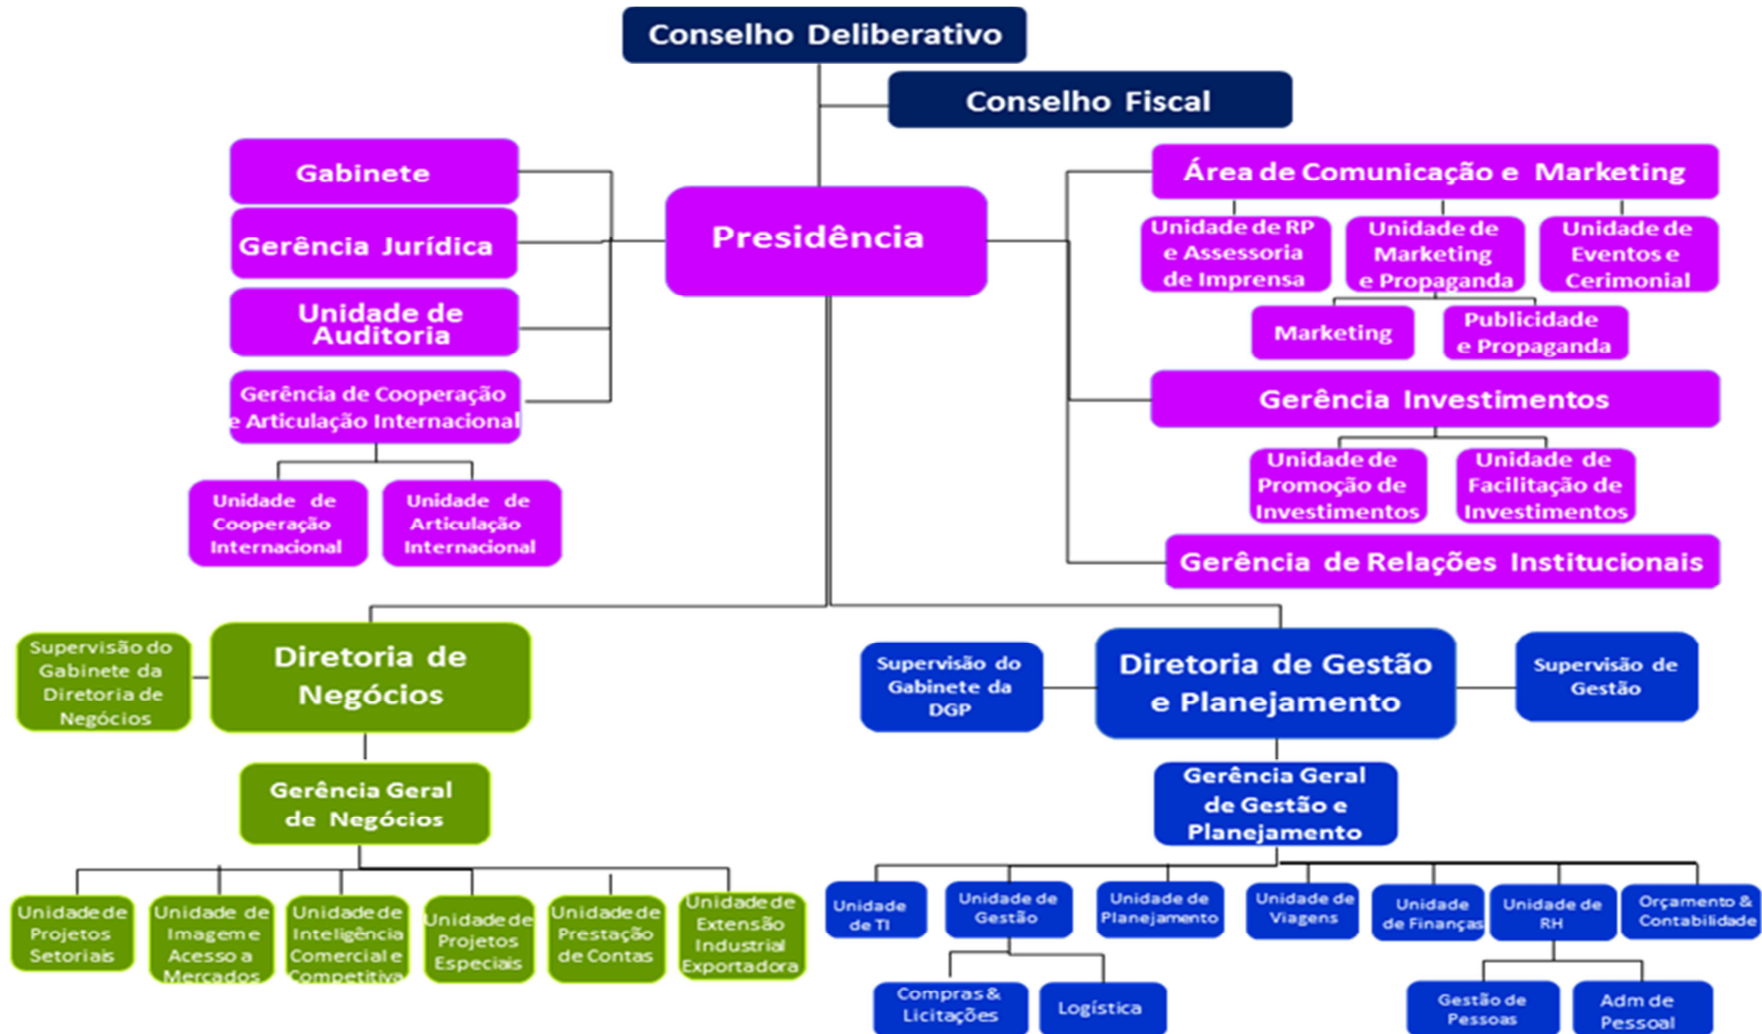 Conselho Deliberativo
Conselho Fiscal
Gabinete
Gerência Jurídica
Unidade de
Auditoria
Gerência de Cooperação
e Articulação Internacional
Unidade de
Cooperação
Internacional
Unidade de
Articulação
Internacional
Presidência
Área de Comunicação e Marketing
Unidade de RP
e Assessoria
de Imprensa
Unidade de
Marketing
e Propaganda
Unidade de
Eventos e
Cerimonial
Marketing
Publicidade
e Propaganda
Gerência Investimentos
Unidade de
Promoção de
Investimentos
Unidade de
Facilitação de
Investimentos
Gerência de Relações Institucionais
Supervisão do
Gabinete da
Diretoria de
Negócios
Diretoria de
Negócios
Gerência Geral
de Negócios
Unidade de
Projetos
Setoriais
Unidade de
Imagem e
Acesso a
Mercados
Unidade de
Inteligência
Comercial e
Competitiva
Unidade de
Projetos
Especiais
Unidade de
Prestação
de Contas
Unidade de
Extensão
Industrial
Exportadora
Supervisão do
Gabinete da
DGP
Diretoria de Gestão
e Planejamento
Supervisão de
Gestão
Gerência Geral
de Gestão e
Planejamento
Unidade
de TI
Unidade de
Gestão
Unidade de
Planejamento
Unidade de
Viagens
Unidade
de Finanças
Unidade de
RH
Orçamento &
Contabilidade
Compras &
Licitações
Logística
Gestão de
Pessoas
Adm de
Pessoal